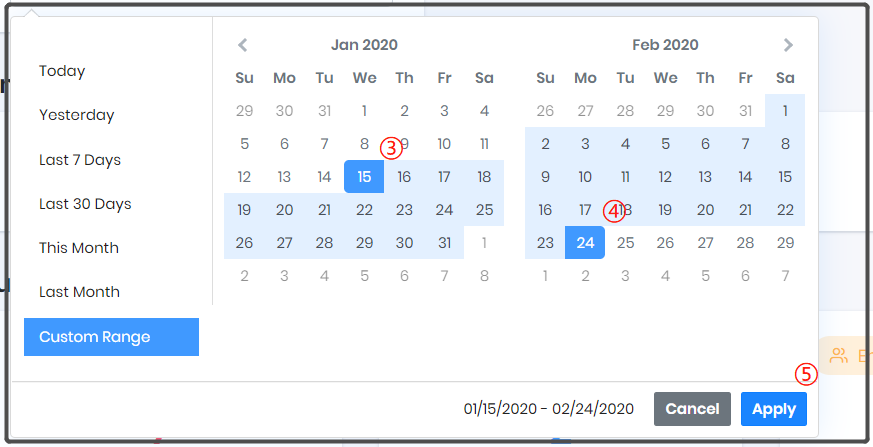 Today
Yesterday
Last 7 Days
Last 30 Days
This Month
Last Month
Custom Range
Jan 2020
Su Mo Tu We Th Fr Sa
29 30 31 1 2 3 4
5 6 7 8 9 10 11
12 13 14 15 16 17 18
19 20 21 22 23 24 25
26 27 28 29 30 31 1
2 3 4 5 6 7 8
③
Feb 2020
Su Mo Tu We Th Fr Sa
26 27 28 29 30 31 1
2 3 4 5 6 7 8
9 10 11 12 13 14 15
16 17 18 19 20 21 22
23 24 25 26 27 28 29
1 2 3 4 5 6 7
④
⑤
01/15/2020 - 02/24/2020 Cancel Apply